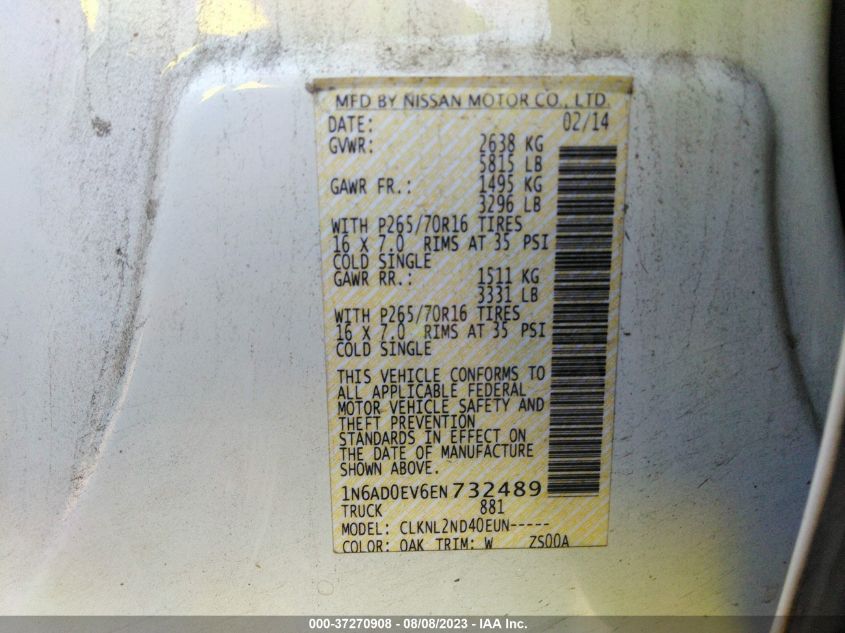 MFD BY NISSAN MOTOR CO., LTD.
DATE: 02/14
GVWR: 2638 KG
5815 LB
GAWR FR.: 1495 KG
3296 LB
WITH P265/70R16 TIRES
16 X 7.0 RIMS AT 35 PSI
COLD SINGLE
GAWR RR.: 1511 KG
3331 LB
WITH P265/70R16 TIRES
16 X 7.0 RIMS AT 35 PSI
COLD SINGLE
THIS VEHICLE CONFORMS TO
ALL APPLICABLE FEDERAL
MOTOR VEHICLE SAFETY AND
THEFT PREVENTION
STANDARDS IN EFFECT ON
THE DATE OF MANUFACTURE
SHOWN ABOVE.
1N6AD0EV6EN732489
TRUCK 881
MODEL: CLKNL2ND40EUN-----
COLOR: QAK TRIM: W ZS00A
000-37270908 - 08/08/2023 - IAA Inc.